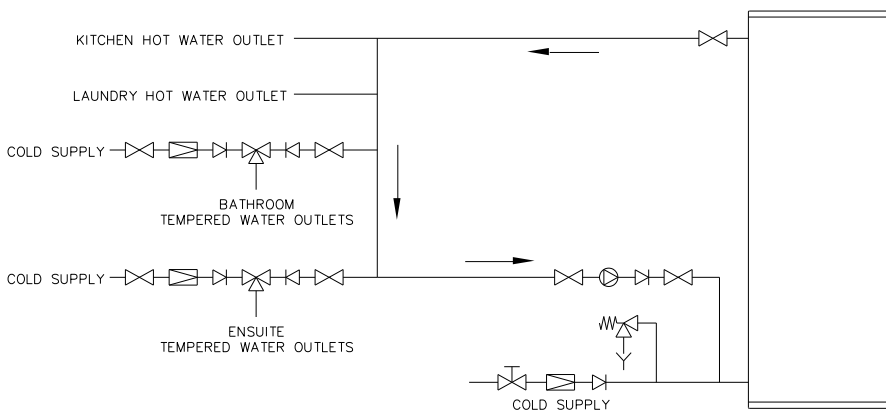 KITCHEN HOT WATER OUTLET
LAUNDRY HOT WATER OUTLET
COLD SUPPLY
BATHROOM
TEMPERED WATER OUTLETS
COLD SUPPLY
ENSUITE
TEMPERED WATER OUTLETS
COLD SUPPLY